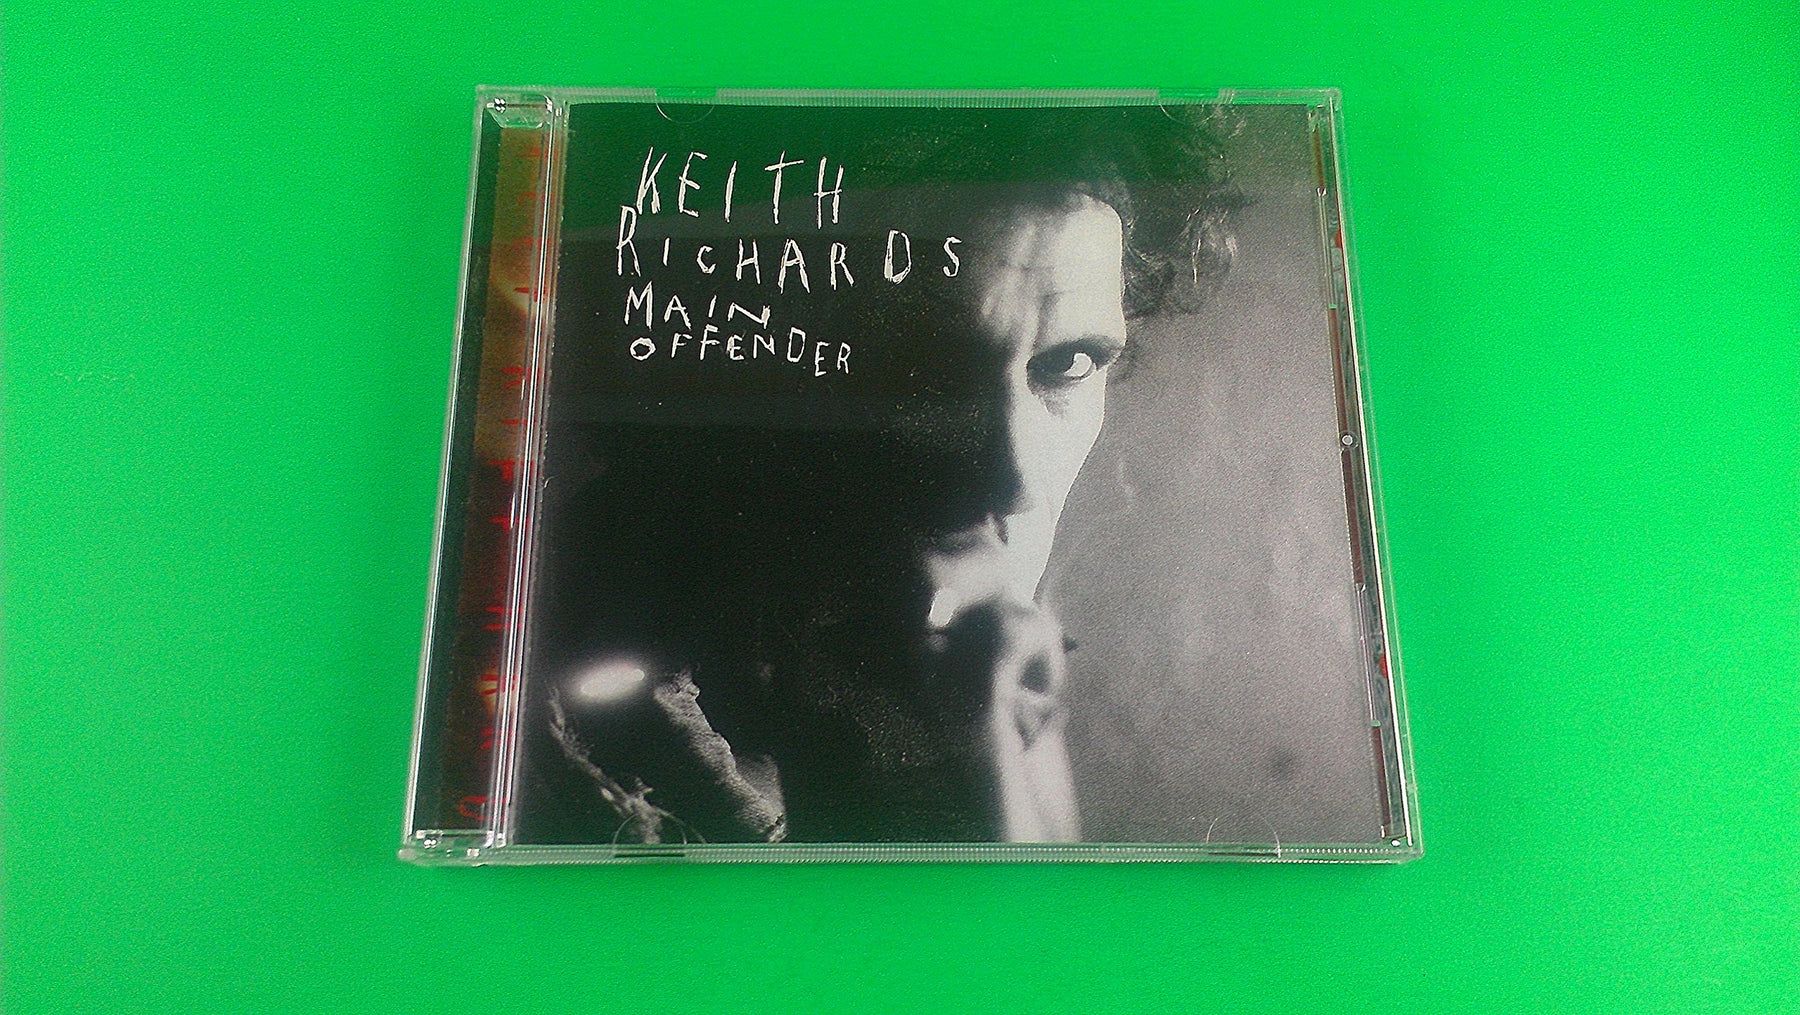 KEITH
RICHARDS
MAIN
OFFENDER